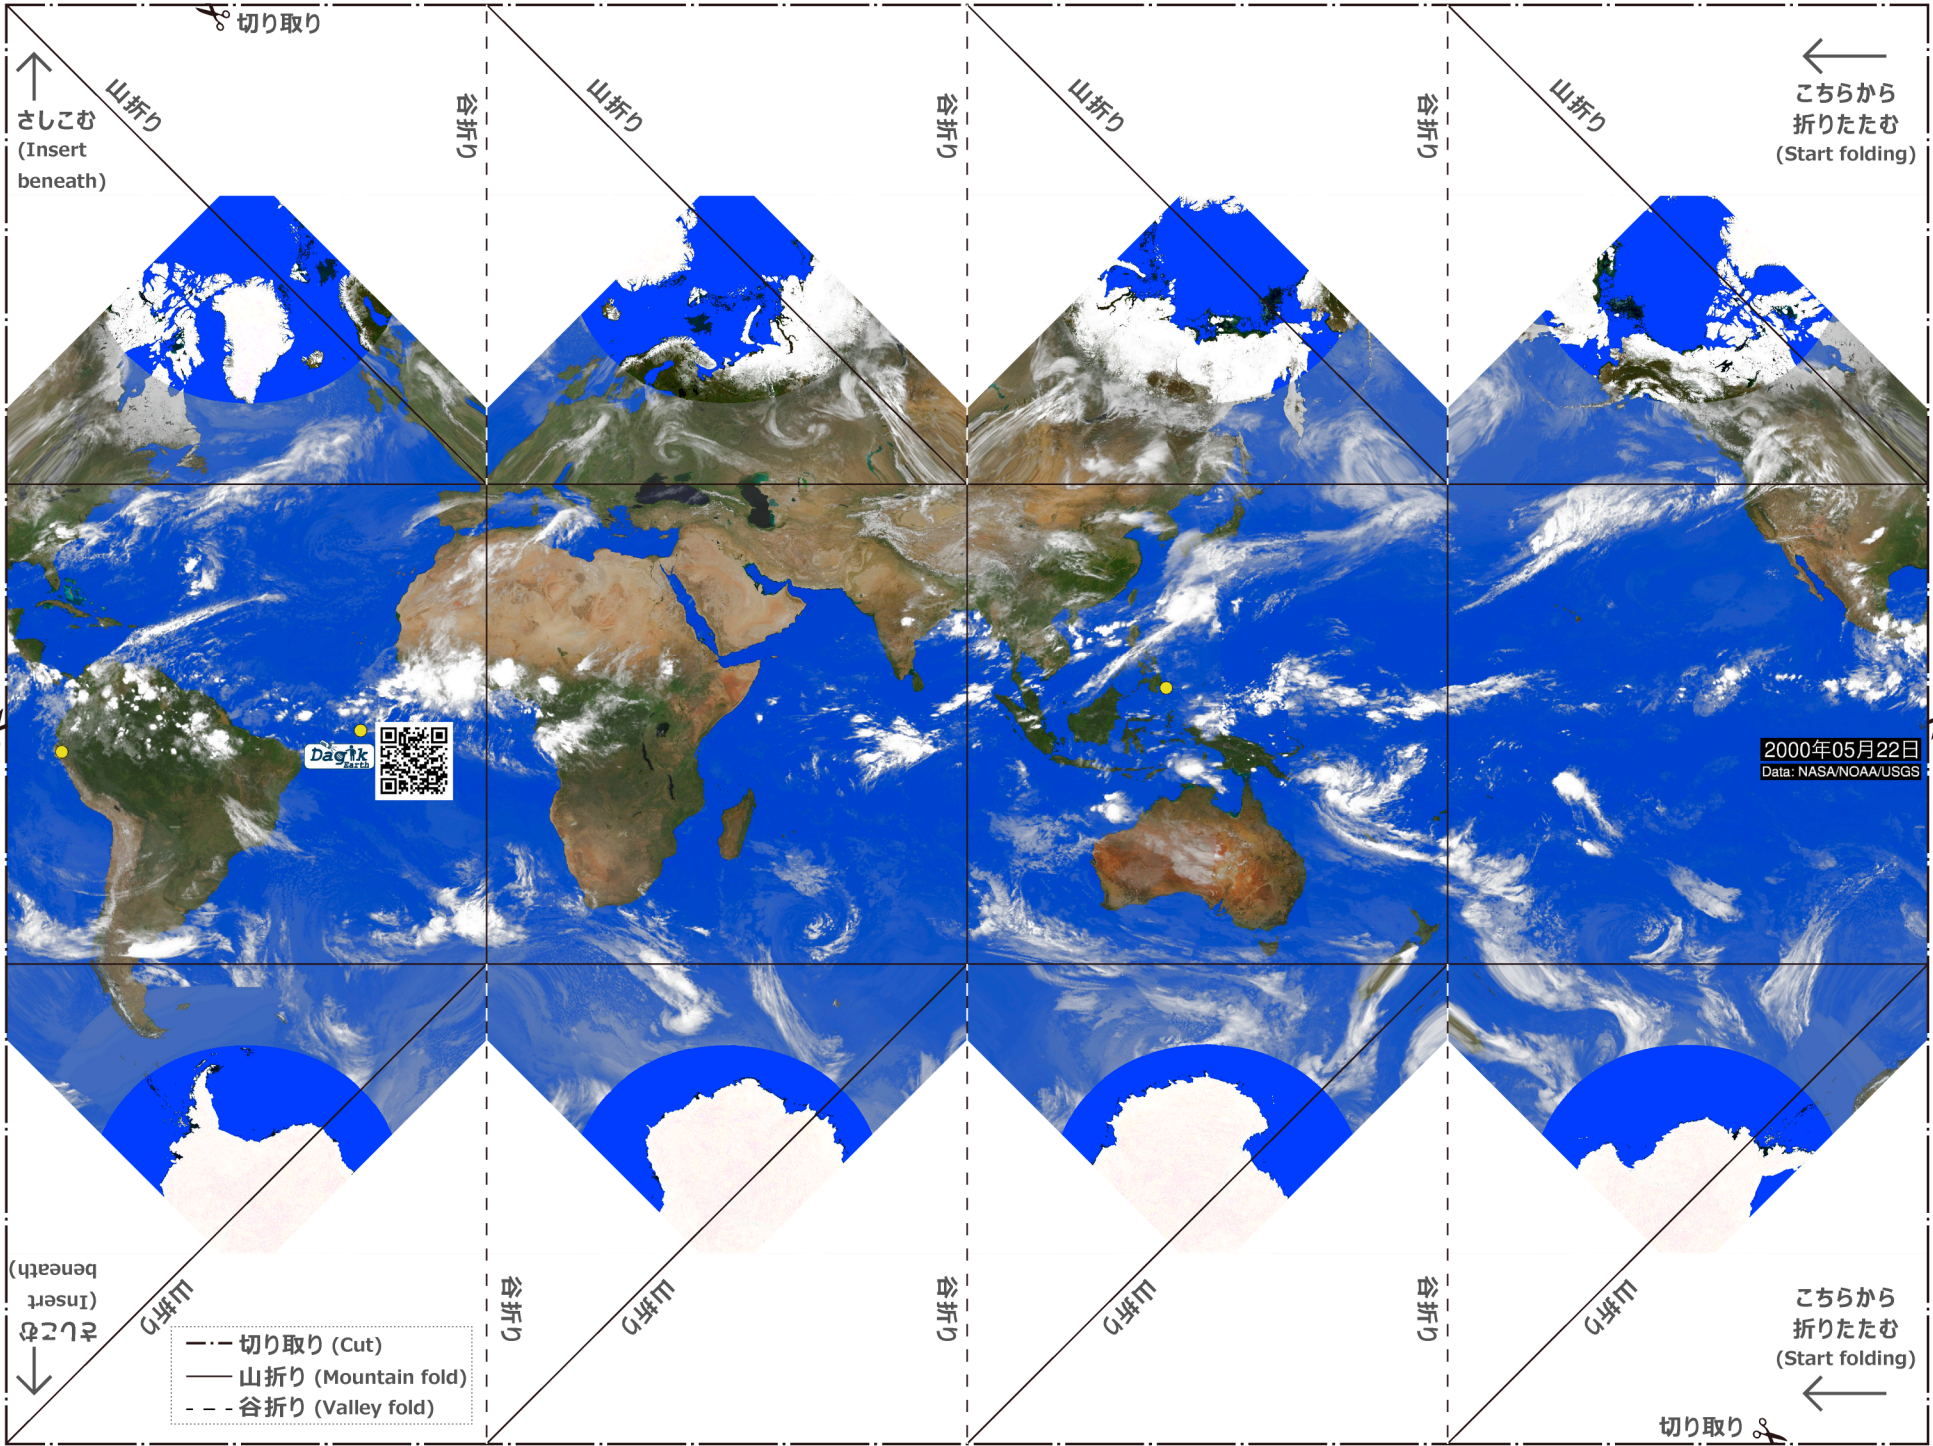 切り取り
山折り
谷折り
山折り
谷折り
山折り
谷折り
山折り
こちらから
折りたたむ
(Start folding)
さしこむ
(Insert
beneath)
Dagik
Earth
2000年05月22日
Data: NASA/NOAA/USGS
さしこむ
(Insert
beneath)
山折り
谷折り
山折り
谷折り
山折り
谷折り
山折り
こちらから
折りたたむ
(Start folding)
切り取り (Cut)
山折り (Mountain fold)
谷折り (Valley fold)
切り取り